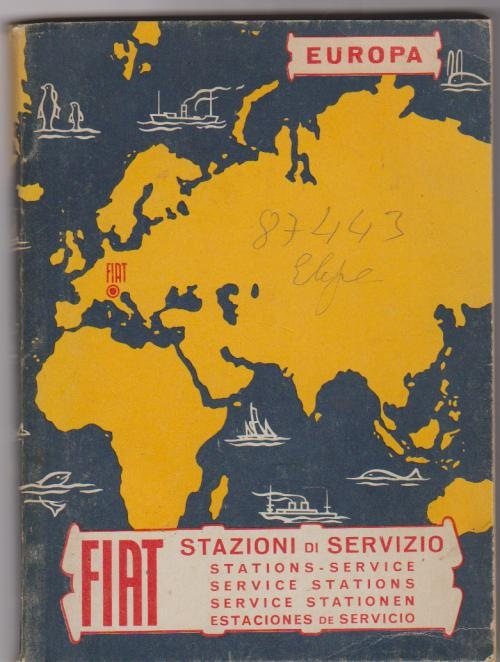 EUROPA
87443
FIAT
FIAT
STAZIONI DI SERVIZIO
STATIONS-SERVICE
SERVICE STATIONS
SERVICE STATIONEN
ESTACIONES DE SERVICIO